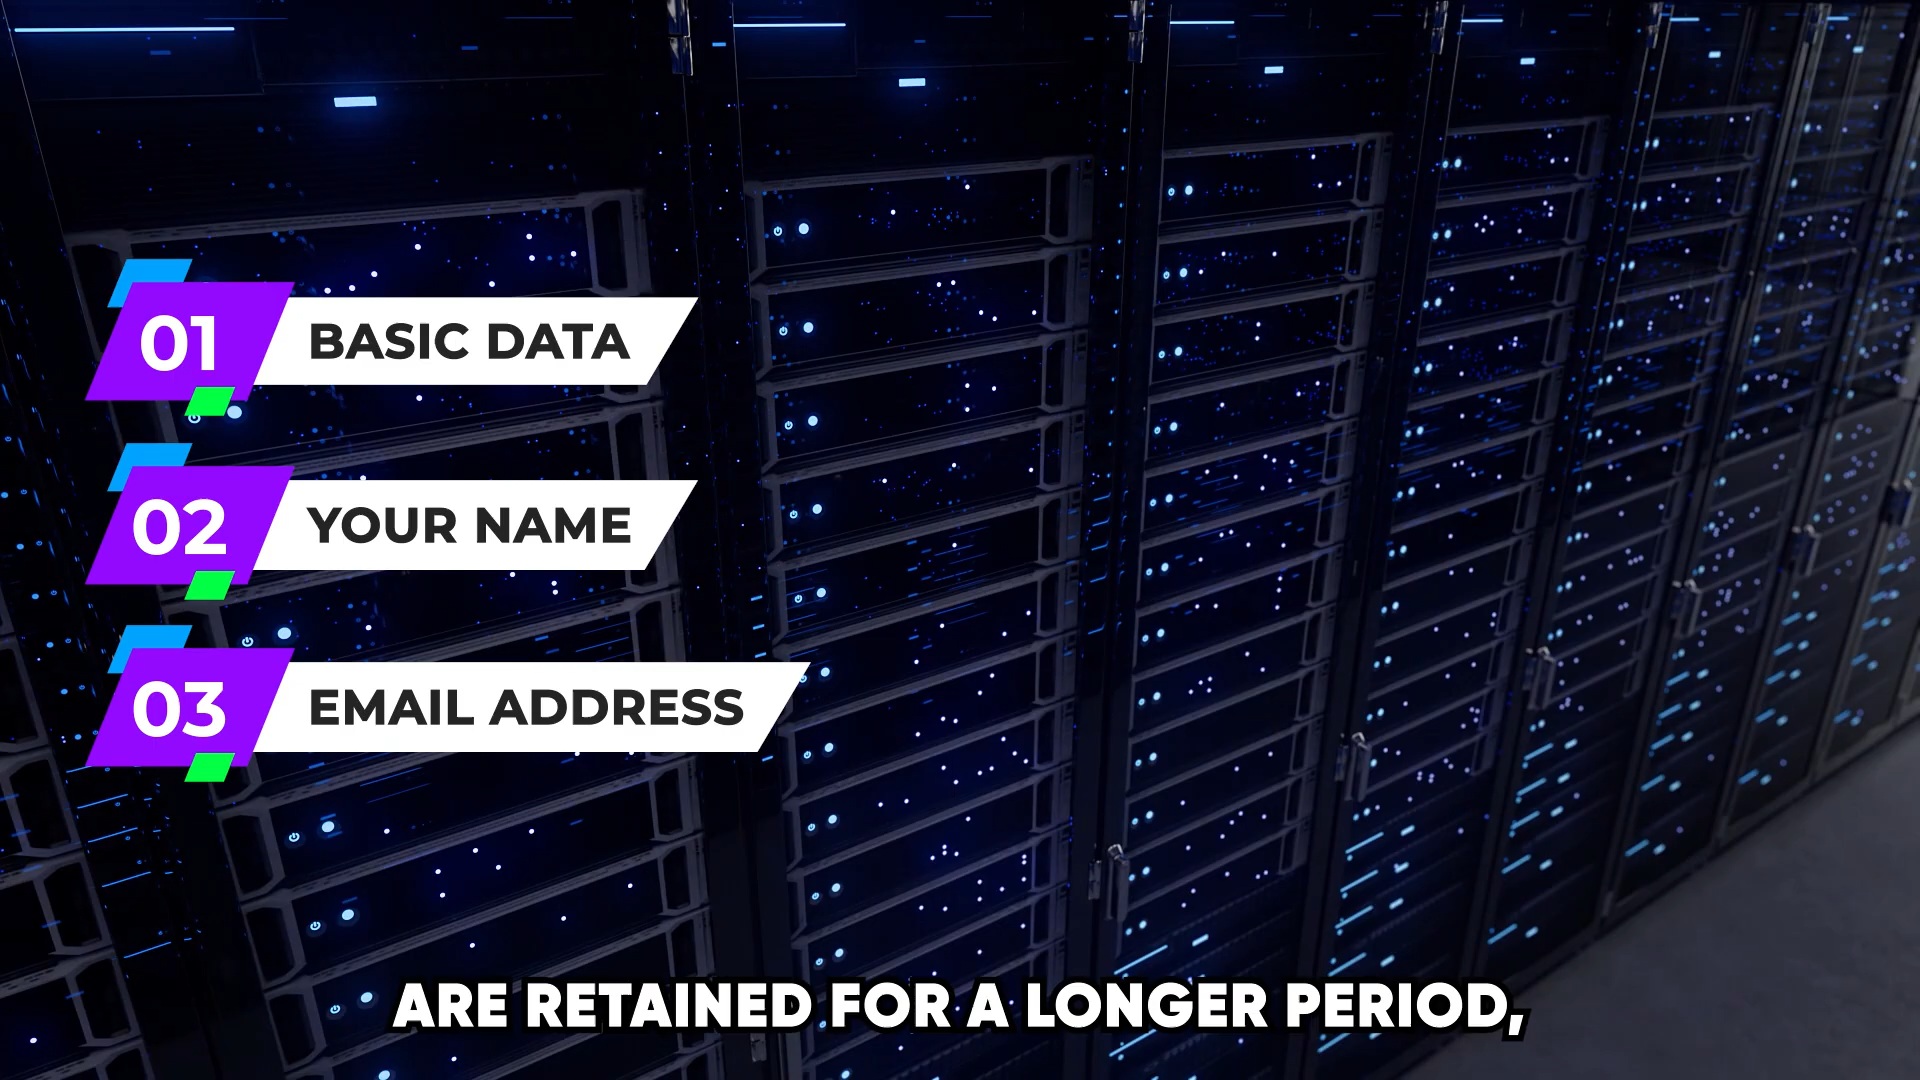 01
BASIC DATA
02
YOUR NAME
03
EMAIL ADDRESS
ARE RETAINED FOR A LONGER PERIOD,